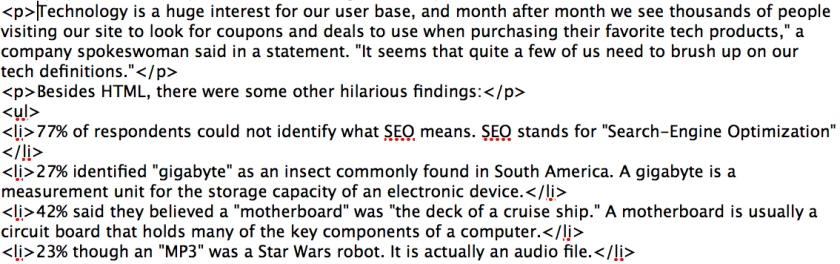 <p>Technology is a huge interest for our user base, and month after month we see thousands of people
visiting our site to look for coupons and deals to use when purchasing their favorite tech products," a
company spokeswoman said in a statement. "It seems that quite a few of us need to brush up on our
tech definitions."</p>
<p>Besides HTML, there were some other hilarious findings:</p>
<ul>
<li>77% of respondents could not identify what SEO means. SEO stands for "Search-Engine Optimization"
</li>
<li>27% identified "gigabyte" as an insect commonly found in South America. A gigabyte is a
measurement unit for the storage capacity of an electronic device.</li>
<li>42% said they believed a "motherboard" was "the deck of a cruise ship." A motherboard is usually a
circuit board that holds many of the key components of a computer.</li>
<li>23% though an "MP3" was a Star Wars robot. It is actually an audio file.</li>